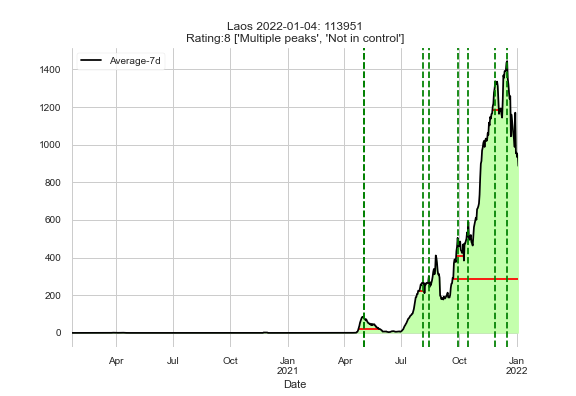 Laos 2022-01-04: 113951
Rating:8 ['Multiple peaks', 'Not in control']
Average-7d
1400
1200
1000
800
600
400
200
0
Apr Jul Oct Jan Apr Jul Oct Jan
2021 2022
Date